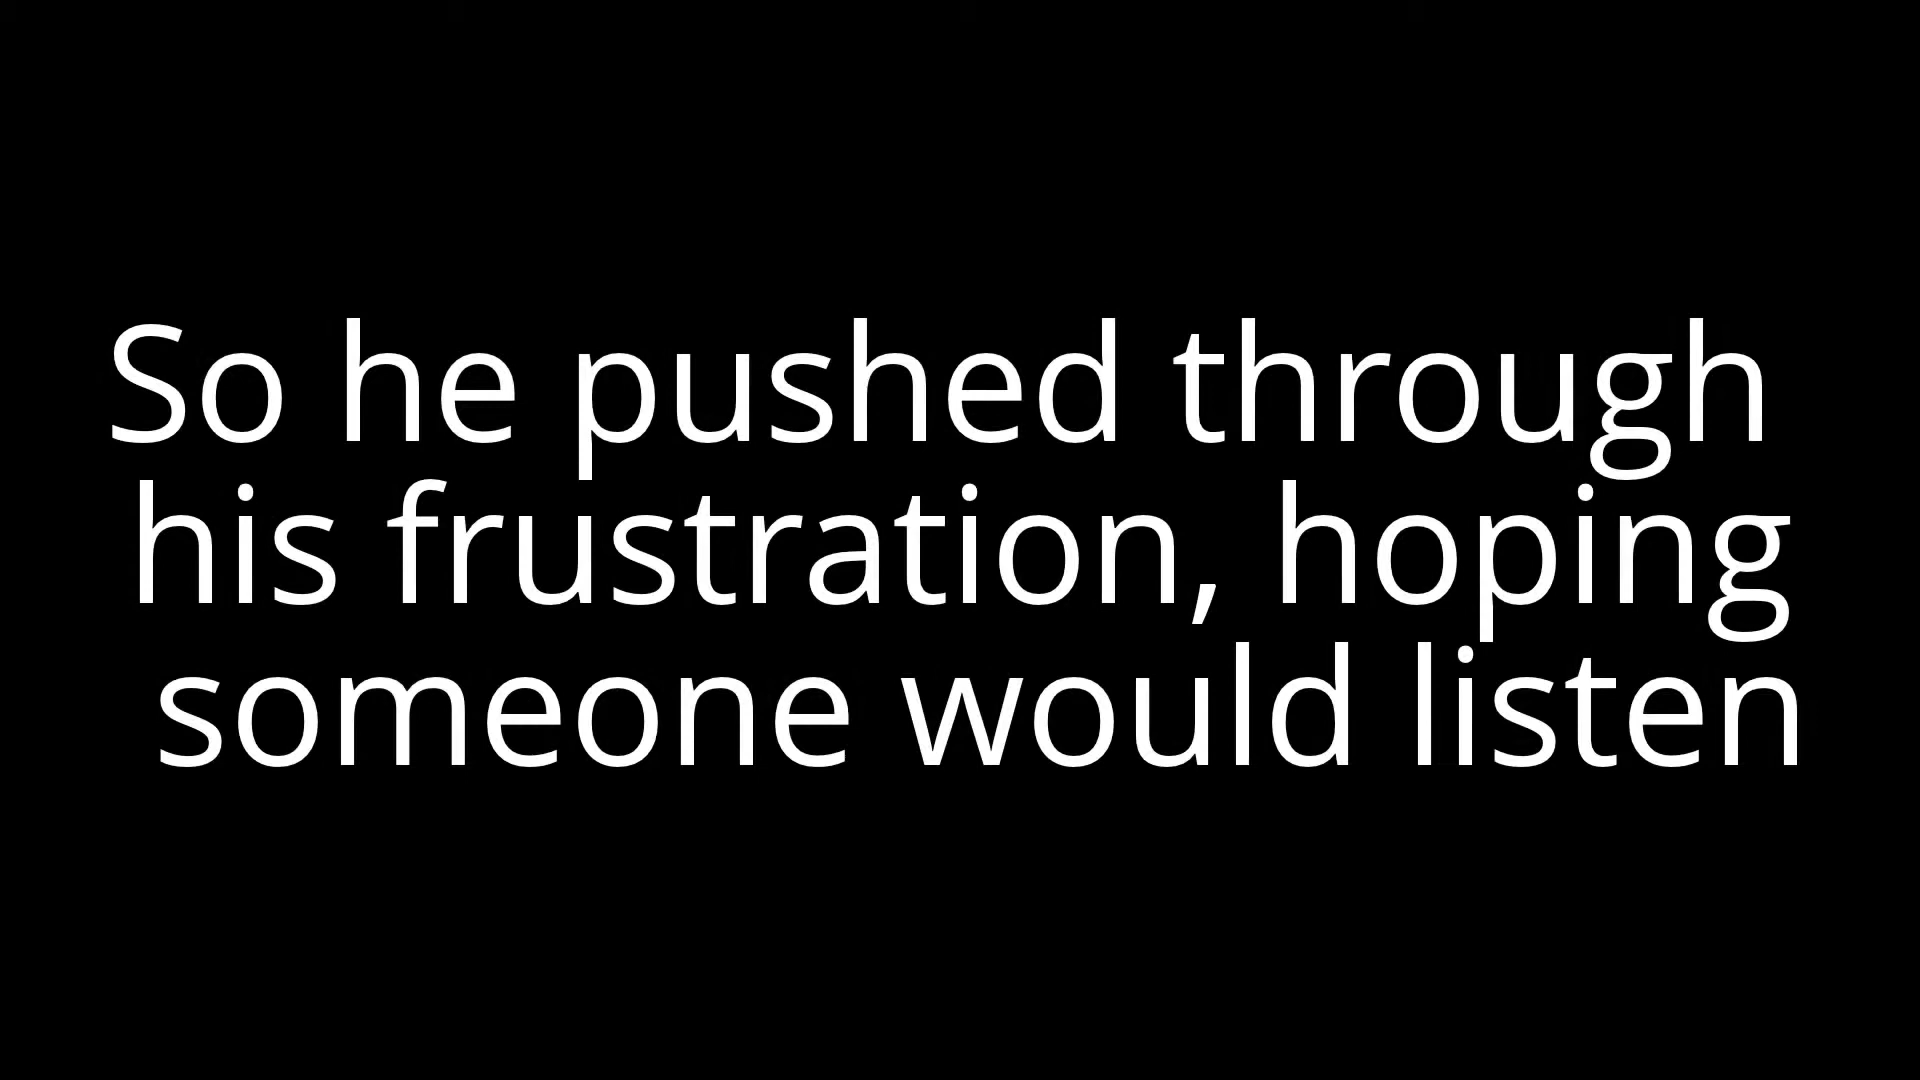 So he pushed through
his frustration, hoping
someone would listen